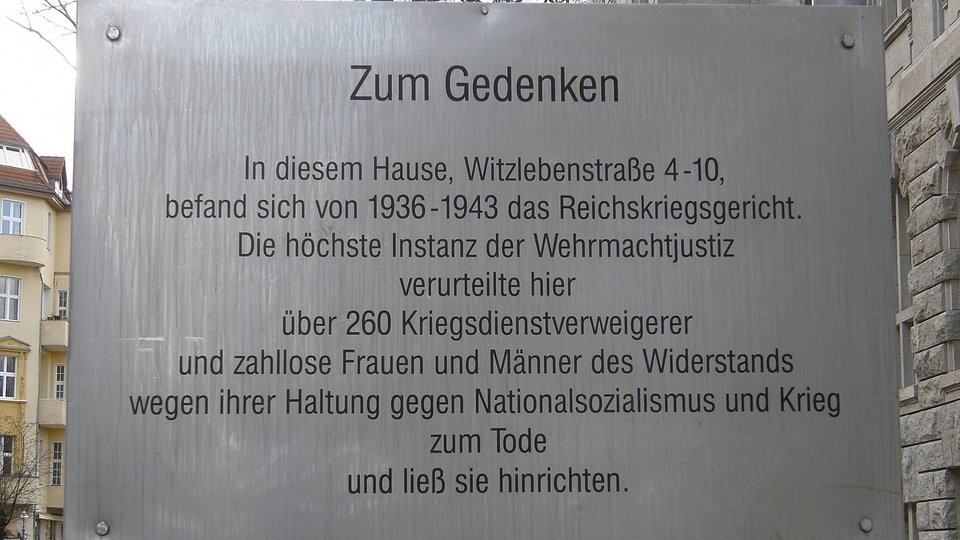 Zum Gedenken
In diesem Hause, Witzlebenstraße 4-10,
befand sich von 1936-1943 das Reichskriegsgericht.
Die höchste Instanz der Wehrmachtjustiz
verurteilte hier
über 260 Kriegsdienstverweigerer
und zahllose Frauen und Männer des Widerstands
wegen ihrer Haltung gegen Nationalsozialismus und Krieg
zum Tode
und ließ sie hinrichten.